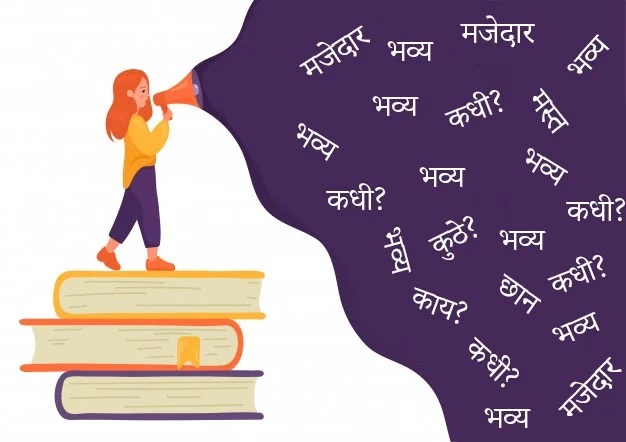 मजेदार
भव्य
मजेदार
भव्य
भव्य
कधी?
मस्त
भव्य
भव्य
भव्य
कधी?
कधी?
भव्य
कुठे?
भव्य
काय?
छान
कधी?
भव्य
कधी?
मजेदार
भव्य